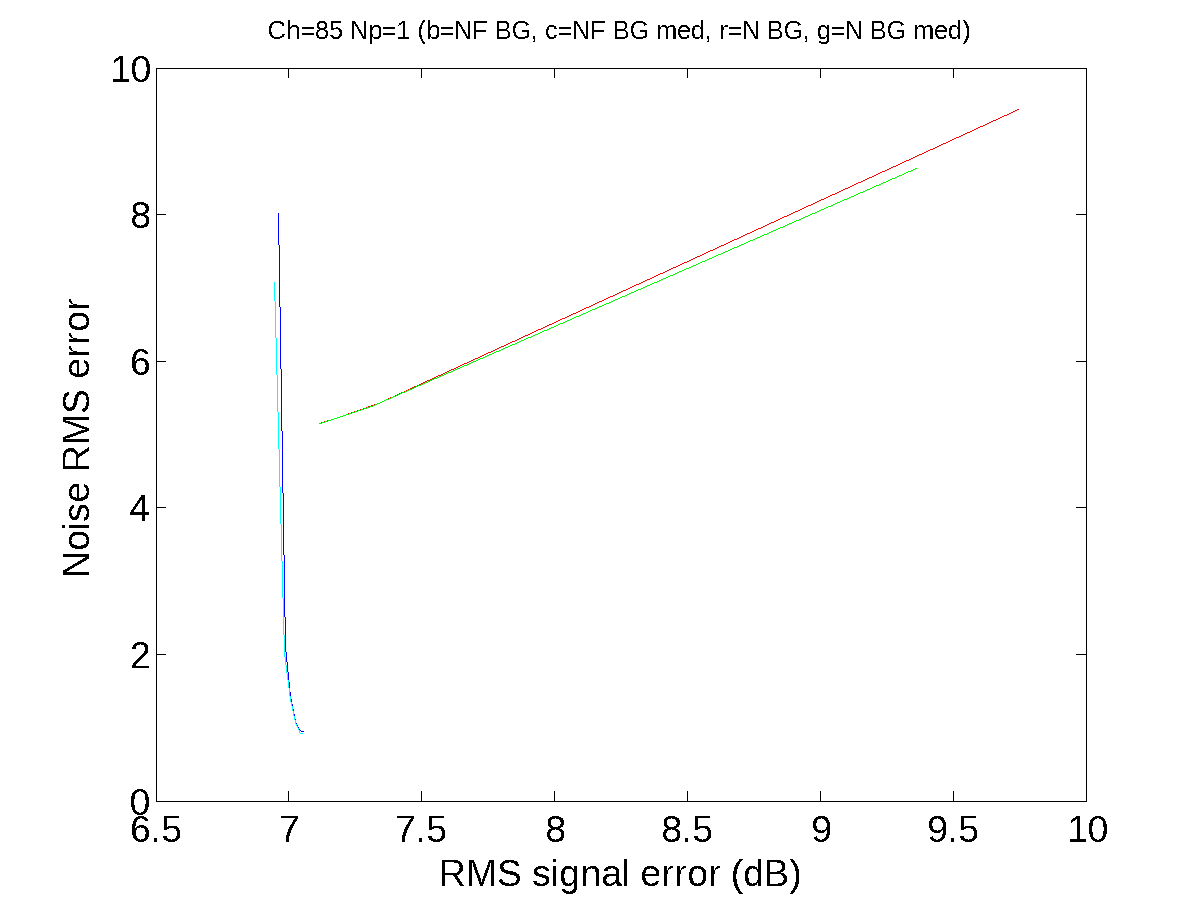 Ch=85 Np=1 (b=NF BG, c=NF BG med, r=N BG, g=N BG med)
10
8
6
4
2
0
Noise RMS error
6.5 7 7.5 8 8.5 9 9.5 10
RMS signal error (dB)